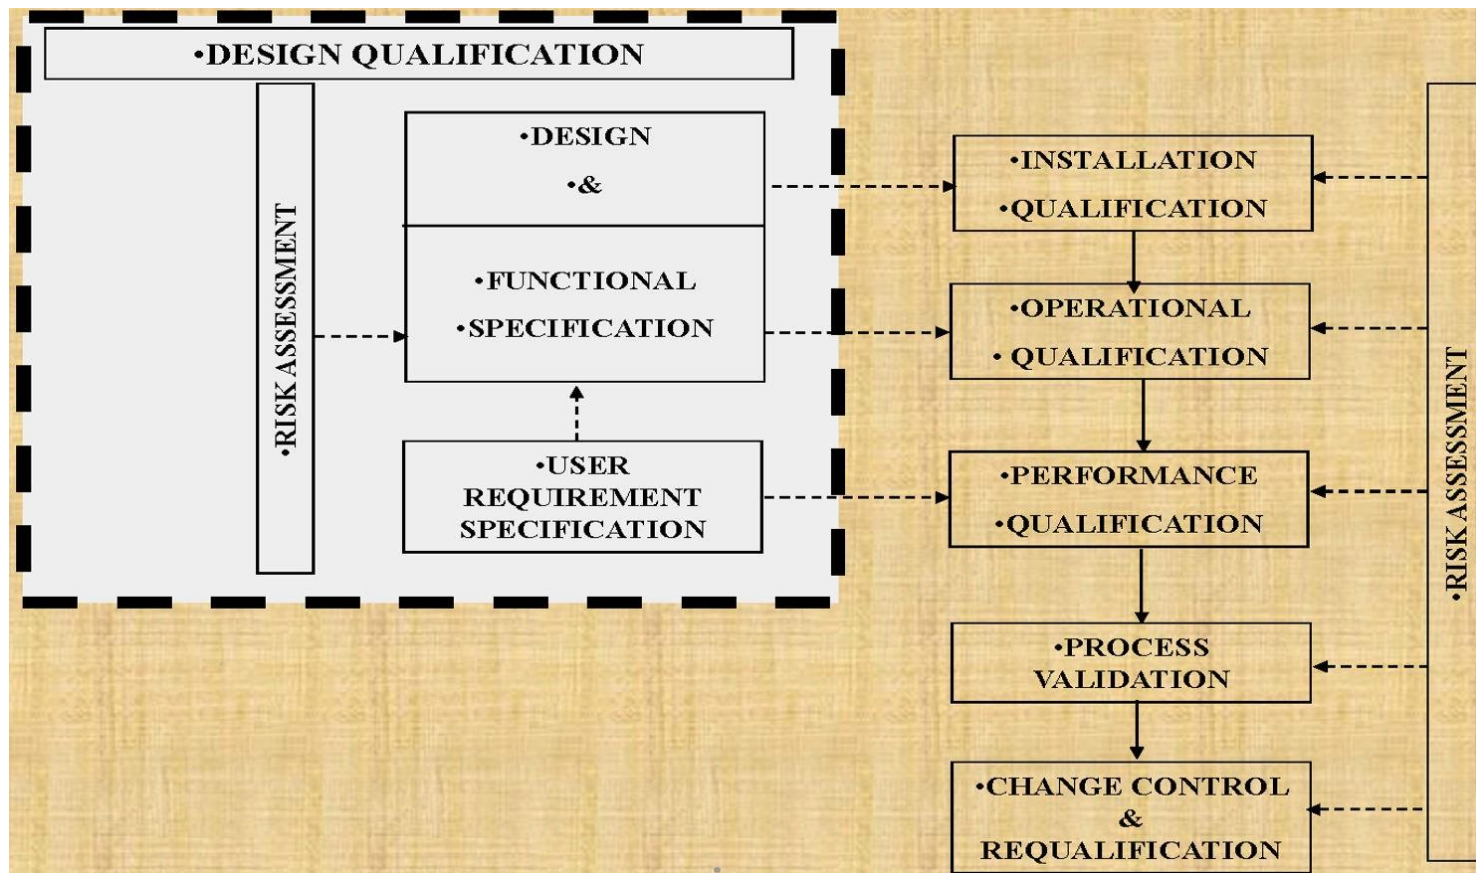 •DESIGN QUALIFICATION
•RISK ASSESSMENT
•DESIGN
•&
•FUNCTIONAL
•SPECIFICATION
•USER
REQUIREMENT
SPECIFICATION
•INSTALLATION
•QUALIFICATION
•OPERATIONAL
• QUALIFICATION
•PERFORMANCE
•QUALIFICATION
•PROCESS
VALIDATION
•CHANGE CONTROL
&
REQUALIFICATION
•RISK ASSESSMENT